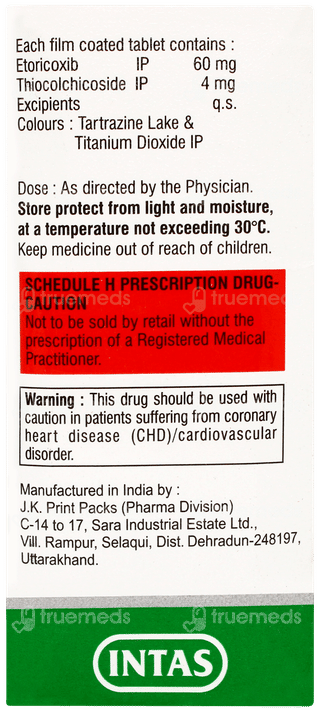 Each film coated tablet contains :
Etoricoxib IP 60 mg
Thiocolchicoside IP 4 mg
Excipients q.s.
Colours : Tartrazine Lake &
Titanium Dioxide IP
Dose : As directed by the Physician.
Store protect from light and moisture,
at a temperature not exceeding 30°C.
Keep medicine out of reach of children.
SCHEDULE H PRESCRIPTION DRUG-
CAUTION
Not to be sold by retail without the
prescription of a Registered Medical
Practitioner.
truemeds truemeds
Warning : This drug should be used with
caution in patients suffering from coronary
heart disease (CHD)/cardiovascular
disorder.
Manufactured in India by :
J.K. Print Packs (Pharma Division)
C-14 to 17, Sara Industrial Estate Ltd.,
Vill. Rampur, Selaqui, Dist. Dehradun-248197,
Uttarakhand.
truemeds truemeds
INTAS